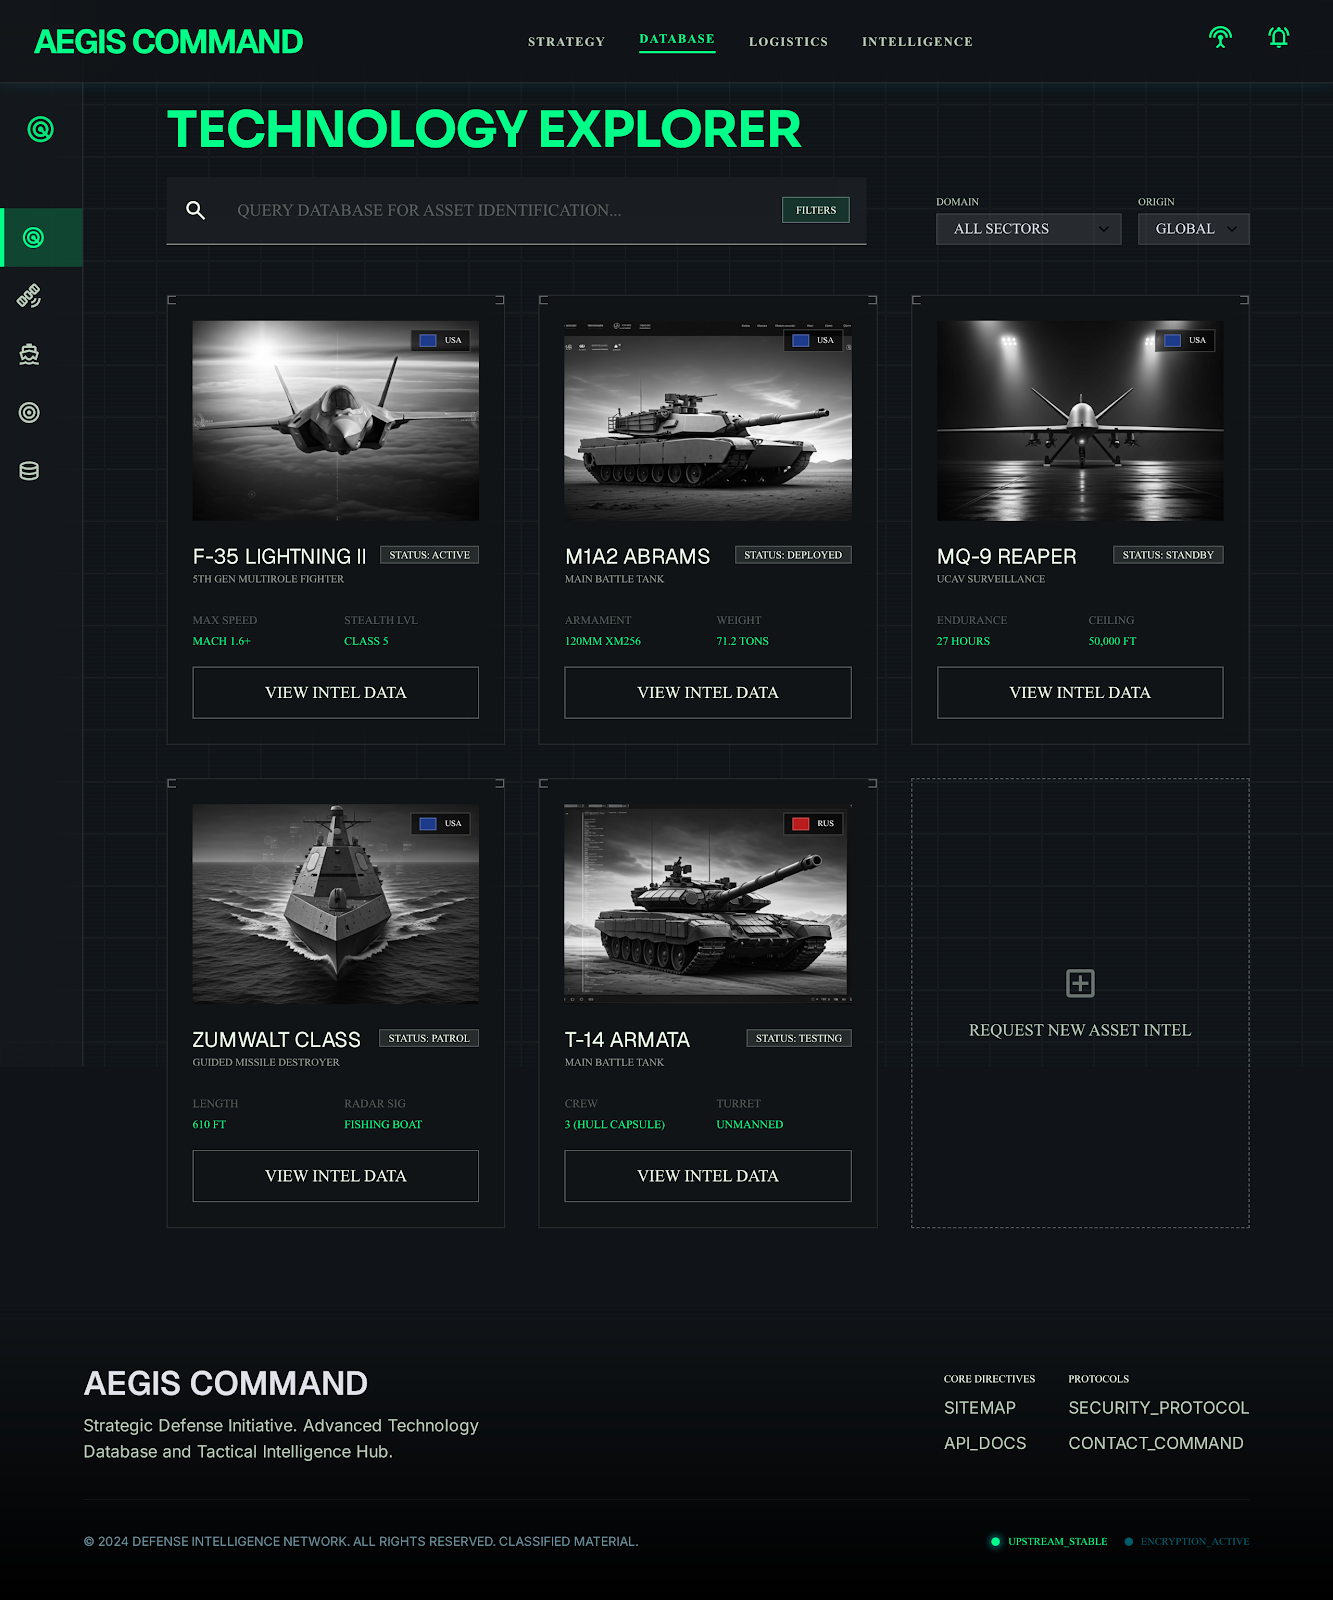 AEGIS COMMAND
STRATEGY
DATABASE
LOGISTICS
INTELLIGENCE
TECHNOLOGY EXPLORER
QUERY DATABASE FOR ASSET IDENTIFICATION...
FILTERS
DOMAIN
ALL SECTORS
ORIGIN
GLOBAL
USA
F-35 LIGHTNING II
STATUS: ACTIVE
5TH GEN MULTIROLE FIGHTER
MAX SPEED
STEALTH LVL
MACH 1.6+
CLASS 5
VIEW INTEL DATA
USA
M1A2 ABRAMS
STATUS: DEPLOYED
MAIN BATTLE TANK
ARMAMENT
WEIGHT
120MM XM256
71.2 TONS
VIEW INTEL DATA
USA
MQ-9 REAPER
STATUS: STANDBY
UCAV SURVEILLANCE
ENDURANCE
CEILING
27 HOURS
50,000 FT
VIEW INTEL DATA
USA
ZUMWALT CLASS
STATUS: PATROL
GUIDED MISSILE DESTROYER
LENGTH
RADAR SIG
610 FT
FISHING BOAT
VIEW INTEL DATA
RUS
T-14 ARMATA
STATUS: TESTING
MAIN BATTLE TANK
CREW
TURRET
3 (HULL CAPSULE)
UNMANNED
VIEW INTEL DATA
REQUEST NEW ASSET INTEL
AEGIS COMMAND
Strategic Defense Initiative. Advanced Technology
Database and Tactical Intelligence Hub.
CORE DIRECTIVES
SITEMAP
API_DOCS
PROTOCOLS
SECURITY_PROTOCOL
CONTACT_COMMAND
© 2024 DEFENSE INTELLIGENCE NETWORK. ALL RIGHTS RESERVED. CLASSIFIED MATERIAL.
UPSTREAM_STABLE
ENCRYPTION_ACTIVE